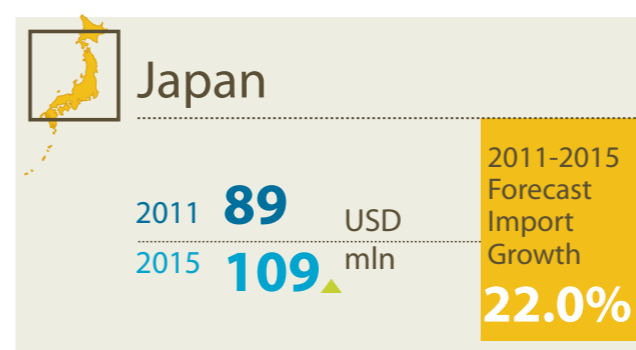 Japan
2011 89 USD
2015 109 mln
2011-2015
Forecast
Import
Growth
22.0%